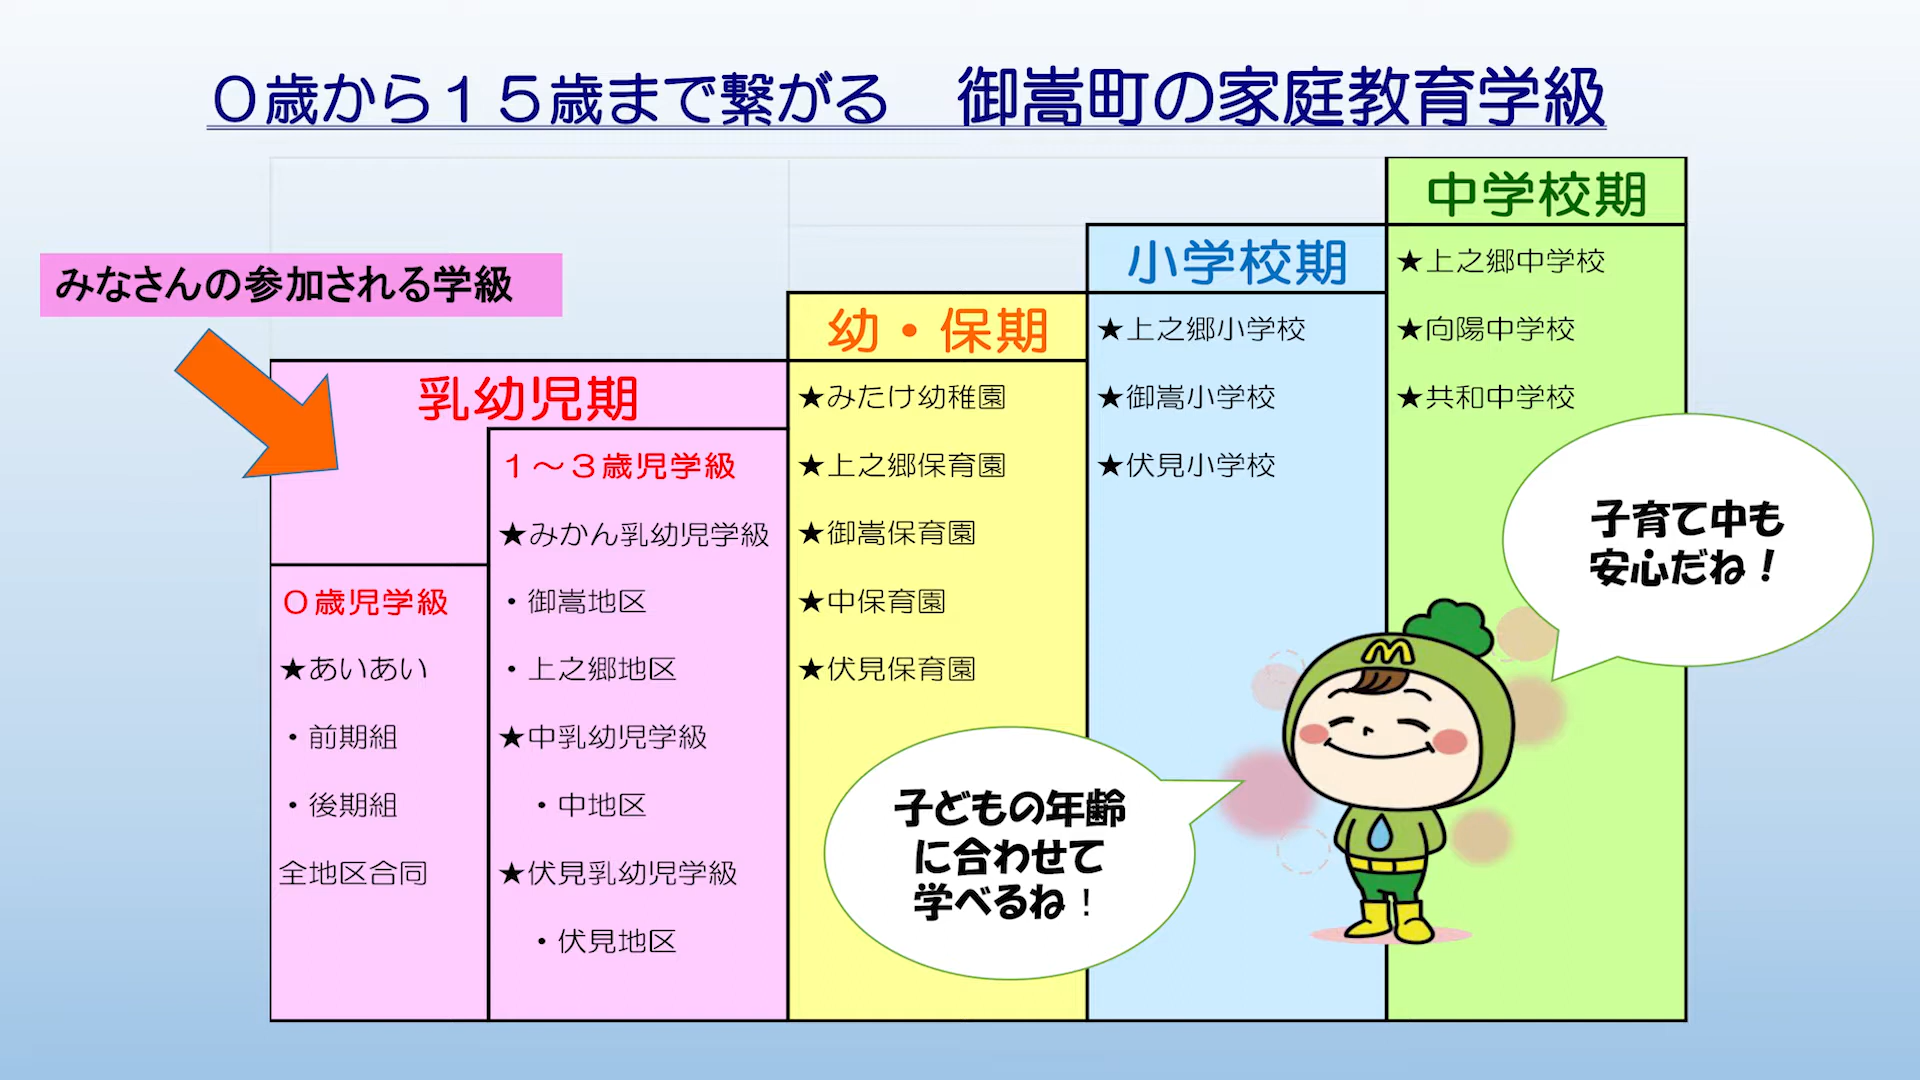 ０歳から１５歳まで繋がる　御嵩町の家庭教育学級
みなさんの参加される学級
乳幼児期
０歳児学級
★あいあい
・前期組
・後期組
全地区合同
１～３歳児学級
★みかん乳幼児学級
・御嵩地区
・上之郷地区
★中乳幼児学級
・中地区
★伏見乳幼児学級
・伏見地区
幼・保期
★みたけ幼稚園
★上之郷保育園
★御嵩保育園
★中保育園
★伏見保育園
小学校期
★上之郷小学校
★御嵩小学校
★伏見小学校
中学校期
★上之郷中学校
★向陽中学校
★共和中学校
子どもの年齢
に合わせて
学べるね！
子育て中も
安心だね！
M